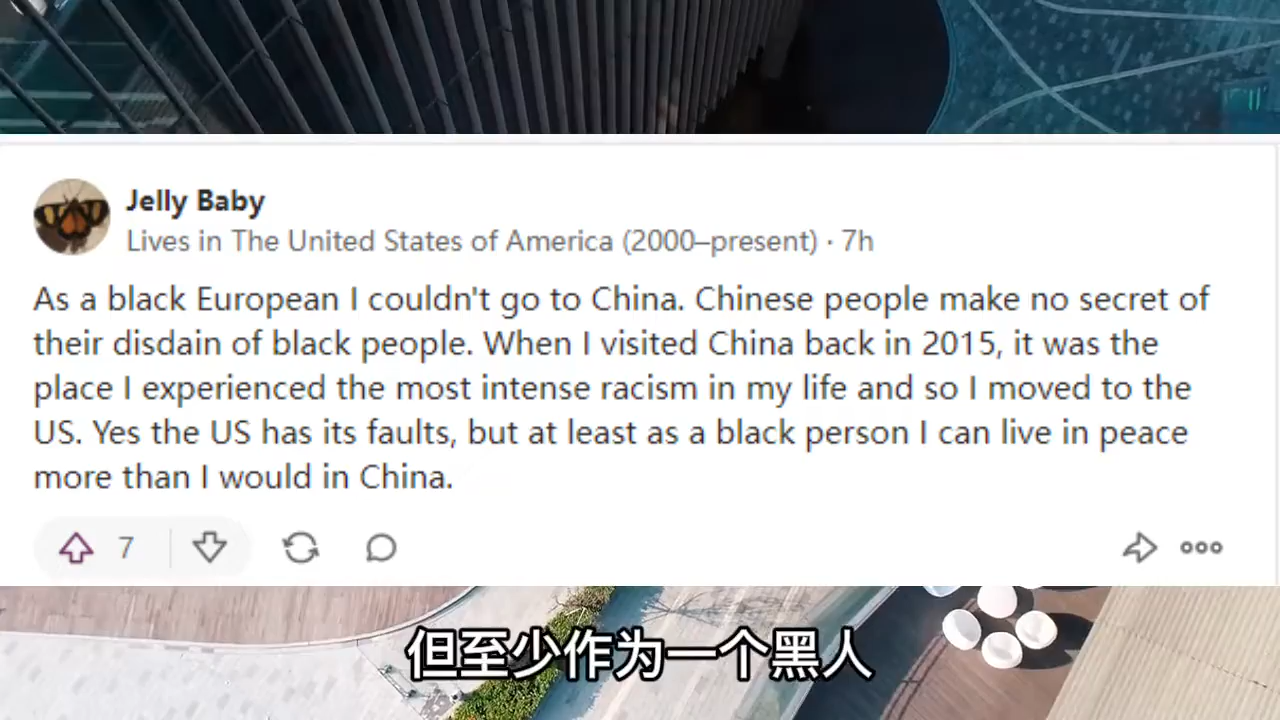 Jelly Baby
Lives in The United States of America (2000–present) · 7h
As a black European I couldn't go to China. Chinese people make no secret of
their disdain of black people. When I visited China back in 2015, it was the
place I experienced the most intense racism in my life and so I moved to the
US. Yes the US has its faults, but at least as a black person I can live in peace
more than I would in China.
7
但至少作为一个黑人